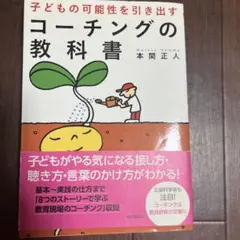 子どもの可能性を引き出す
コーチングの
教科書
本間正人
子どもがやる気になる接し方・
聴き方・言葉のかけ方がわかる!
基本〜実践の仕方まで
「8つのストーリーで学ぶ
教育現場のコーチング」収録
注目!